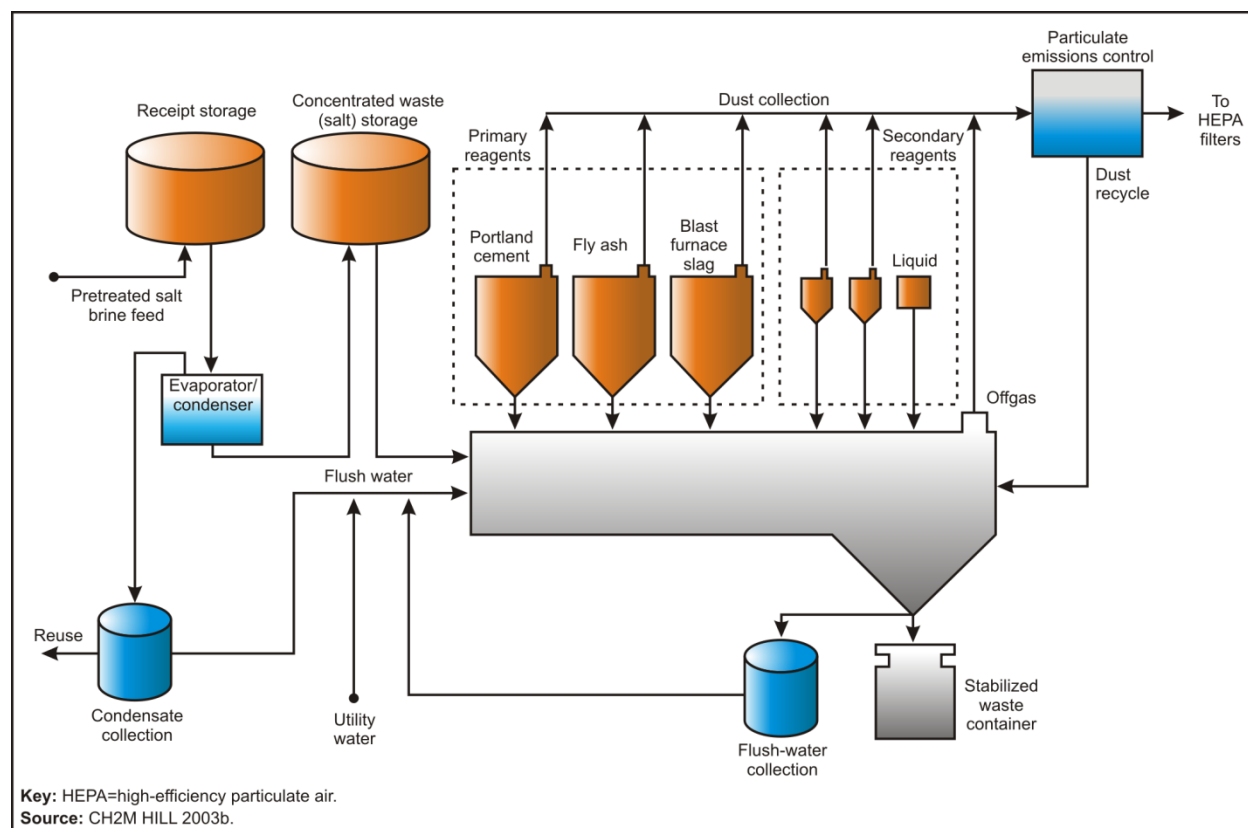 Particulate
emissions control
Receipt storage
Concentrated waste
(salt) storage
Dust collection
To
HEPA
filters
Primary
reagents
Secondary
reagents
Dust
recycle
Portland
cement
Fly ash
Blast
furnace
slag
Liquid
Pretreated salt
brine feed
Evaporator/
condenser
Offgas
Flush water
Reuse
Condensate
collection
Utility
water
Flush-water
collection
Stabilized
waste
container
Key: HEPA=high-efficiency particulate air.
Source: CH2M HILL 2003b.